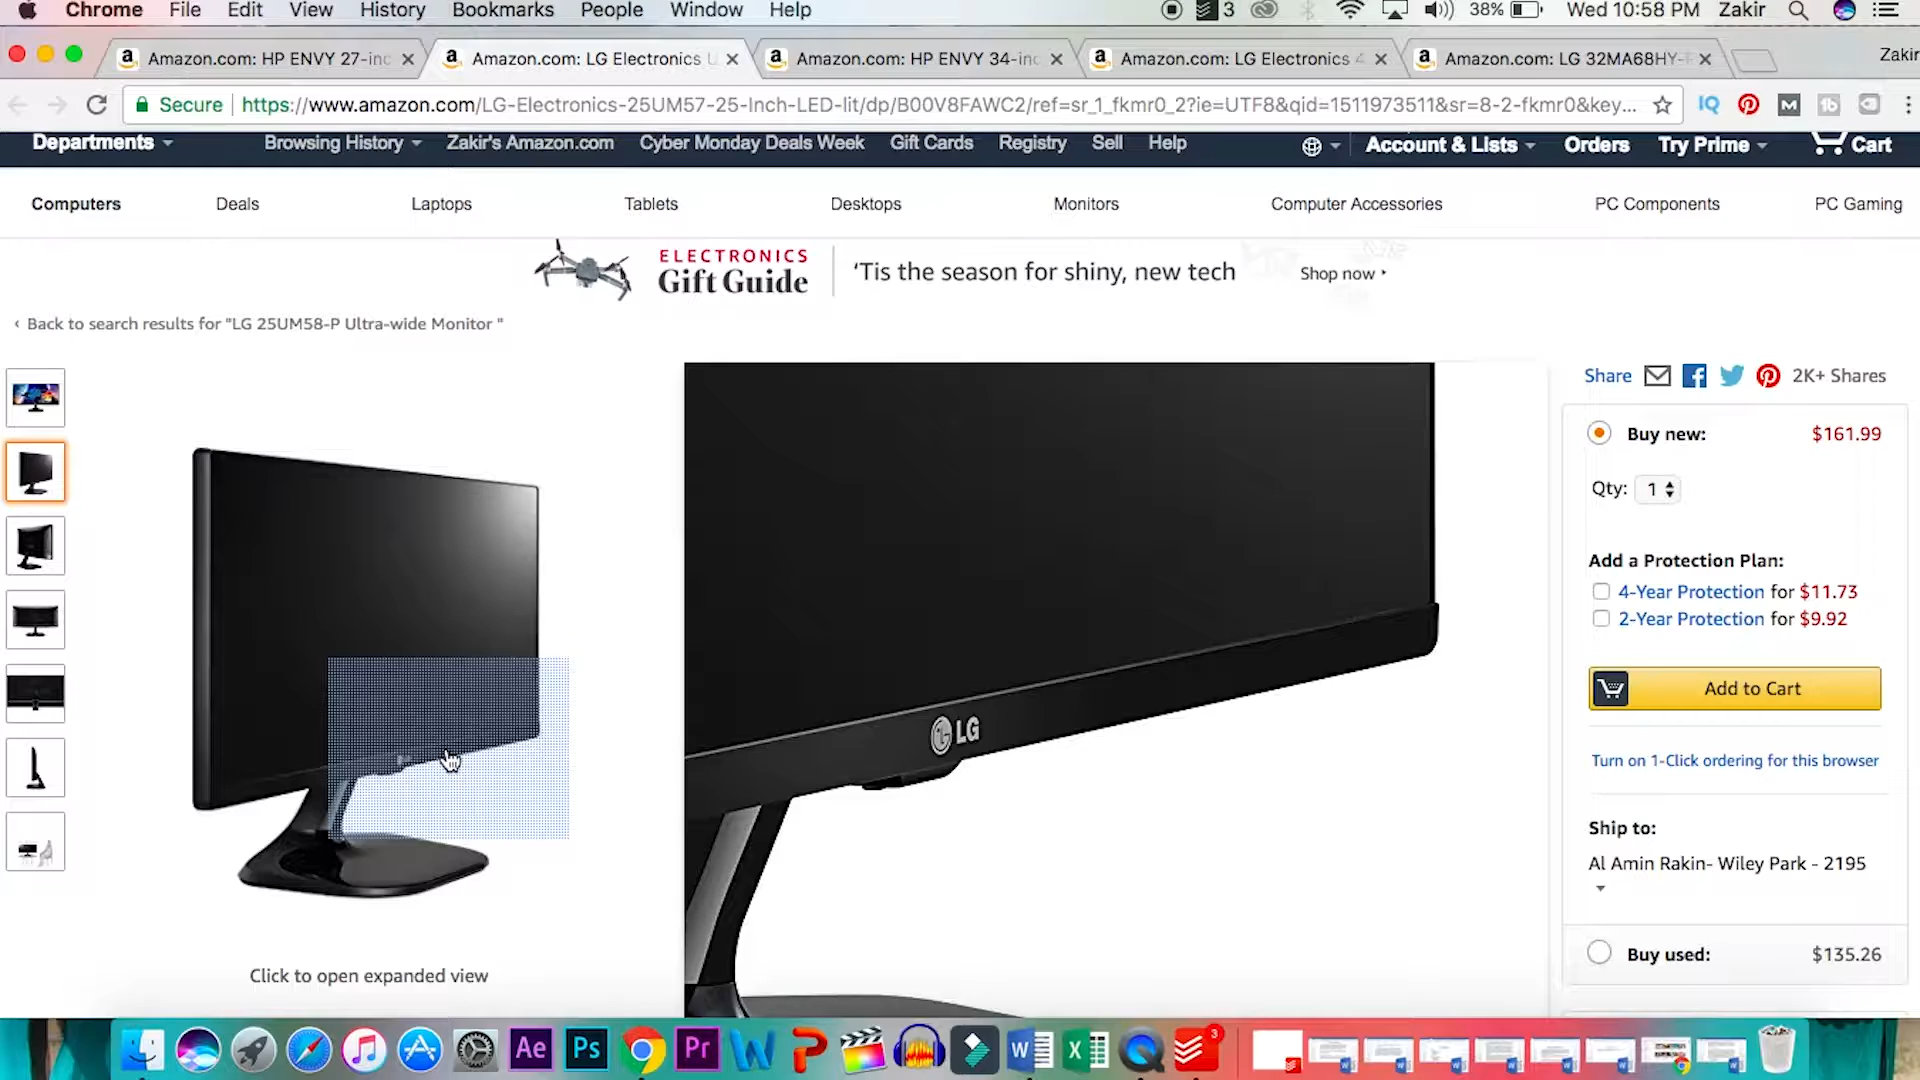 Chrome File Edit View History Bookmarks People Window Help 3 38% Wed 10:58 PM Zakir
Amazon.com: HP ENVY 27-inc Amazon.com: LG Electronics U Amazon.com: HP ENVY 34-inc Amazon.com: LG Electronics 4 Amazon.com: LG 32MA68HY-P Zakir
Secure https://www.amazon.com/LG-Electronics-25UM57-25-Inch-LED-lit/dp/B00V8FAWC2/ref=sr_1_fkmr0_2?ie=UTF8&qid=1511973511&sr=8-2-fkmr0&key... IQ M tb
Departments Browsing History Zakir's Amazon.com Cyber Monday Deals Week Gift Cards Registry Sell Help Account & Lists Orders Try Prime Cart
Computers Deals Laptops Tablets Desktops Monitors Computer Accessories PC Components PC Gaming
ELECTRONICS
Gift Guide
‘Tis the season for shiny, new tech Shop now
‹ Back to search results for "LG 25UM58-P Ultra-wide Monitor "
Share 2K+ Shares
Buy new: $161.99
Qty: 1
Add a Protection Plan:
4-Year Protection for $11.73
2-Year Protection for $9.92
LG
Add to Cart
Turn on 1-Click ordering for this browser
Ship to:
Al Amin Rakin- Wiley Park - 2195
Buy used: $135.26
Click to open expanded view
Ae Ps Pr W X 3